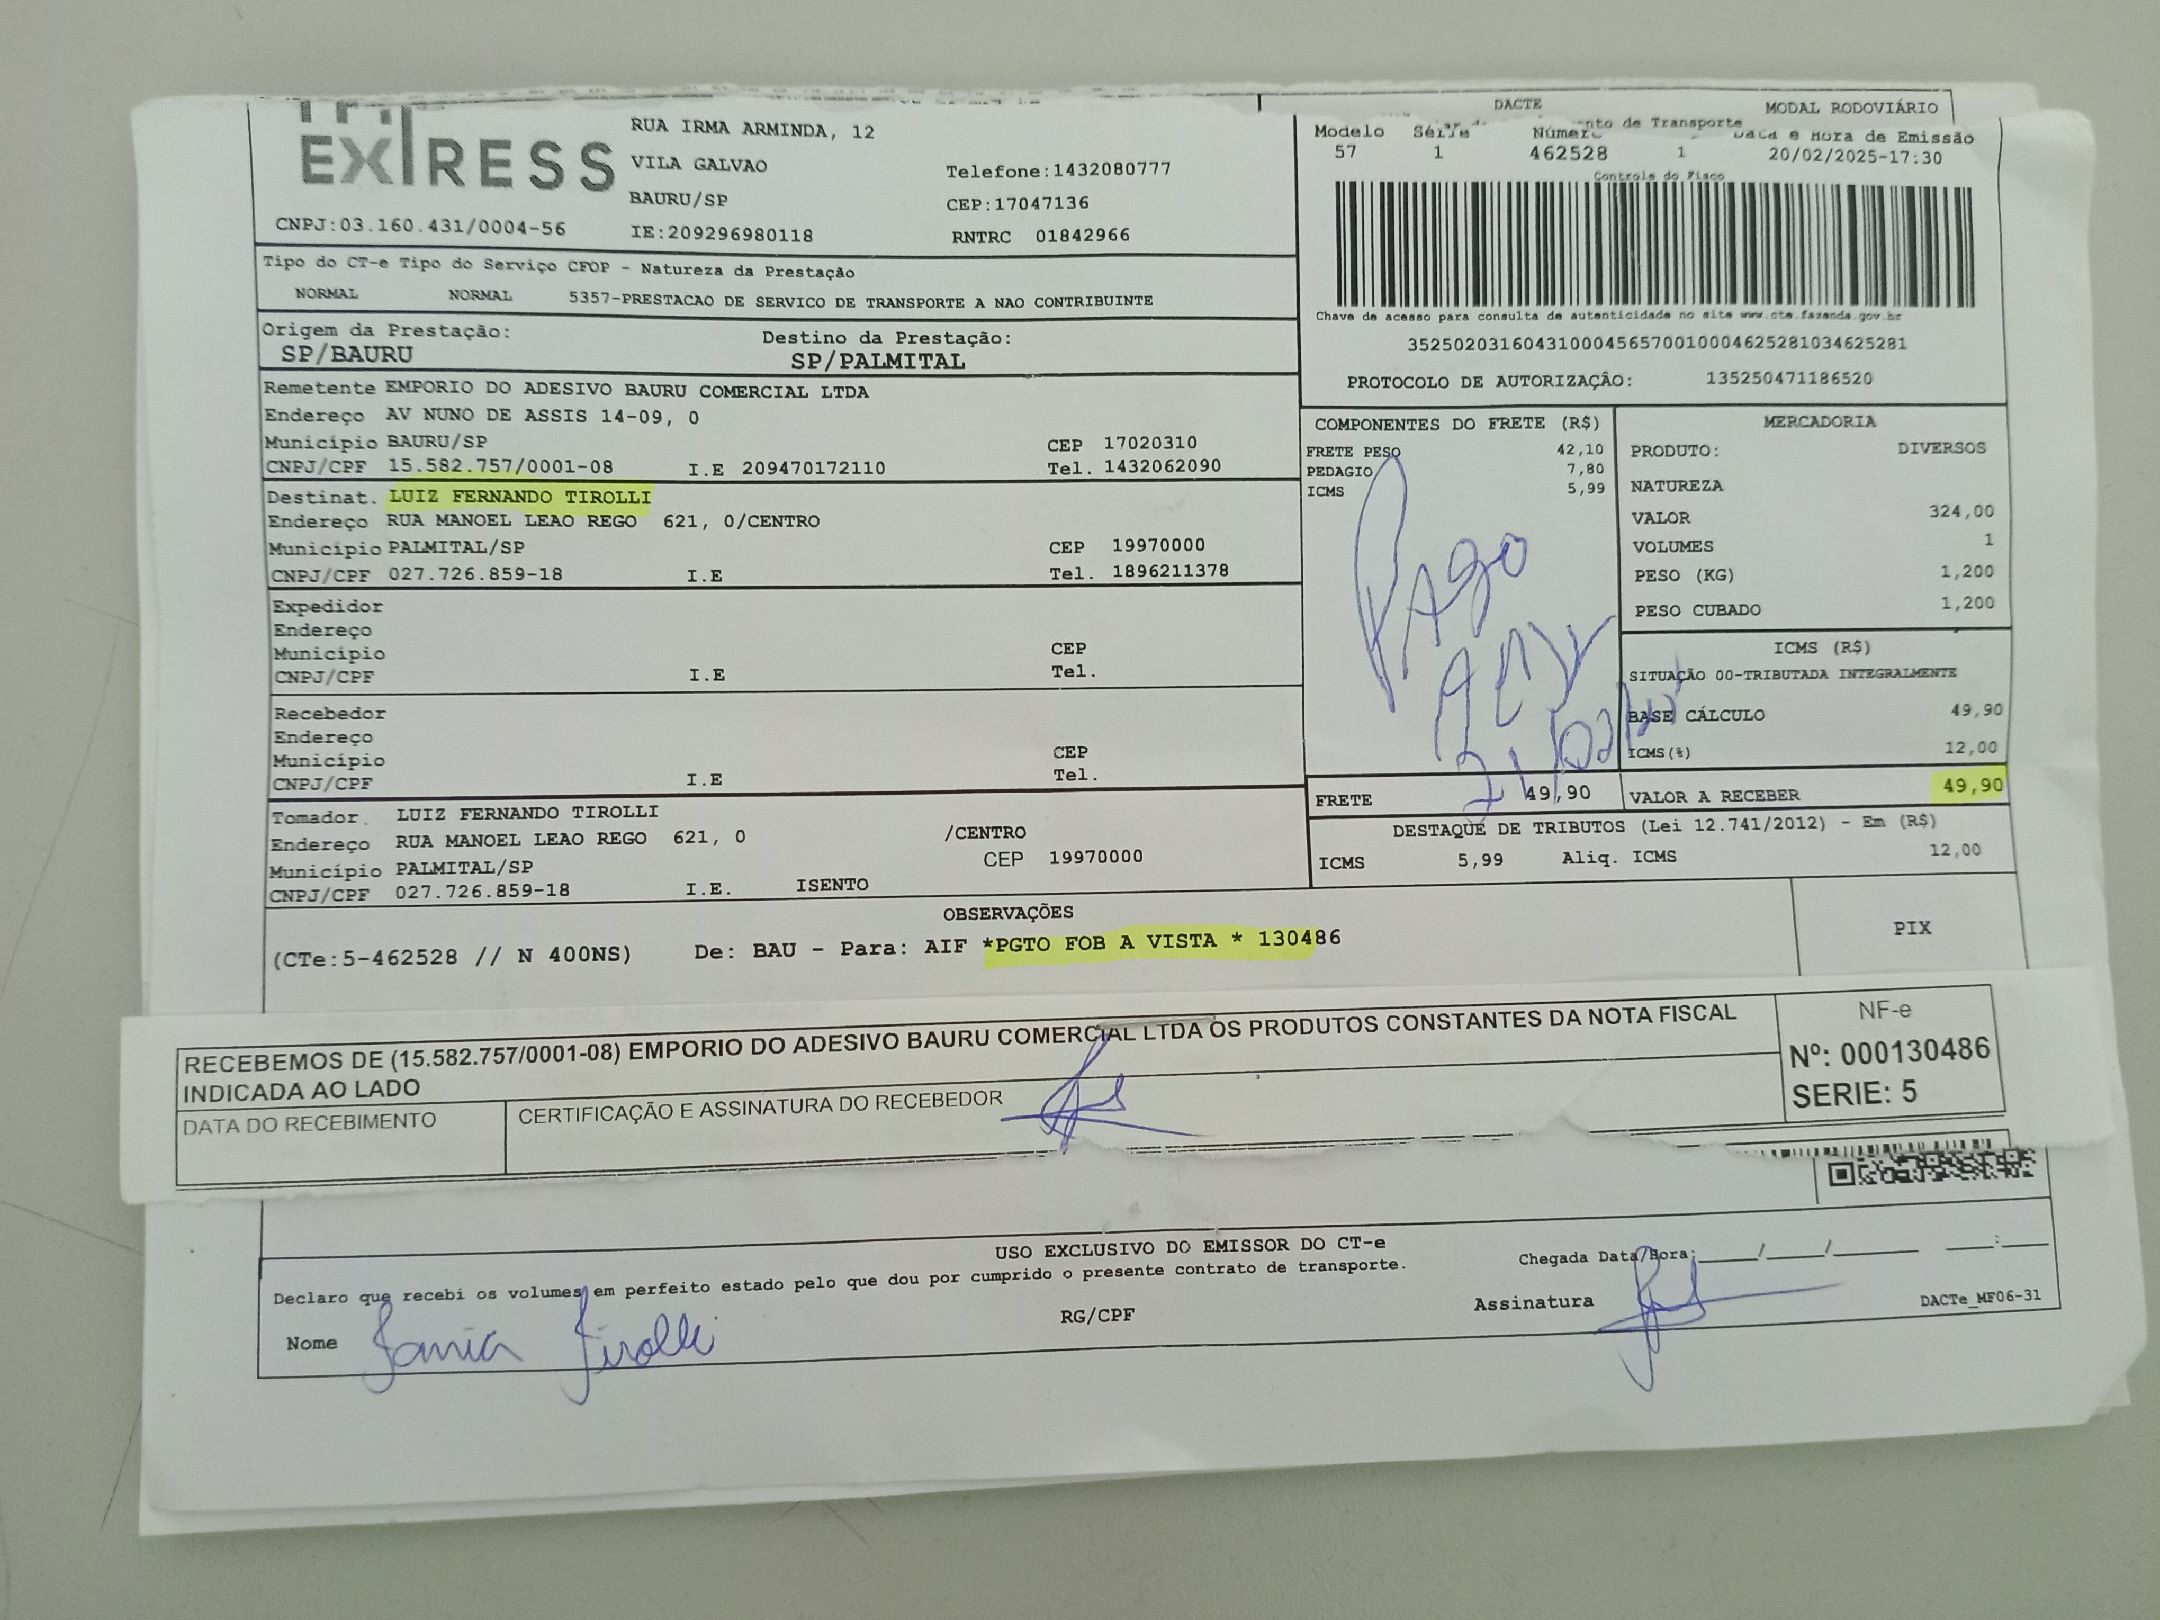 EXPRESS
RUA IRMA ARMINDA, 12
VILA GALVAO
BAURU/SP
Telefone:1432080777
CEP:17047136
CNPJ:03.160.431/0004-56
IE:209296980118
RNTRC 01842966
DACTE
MODAL RODOVIÁRIO
nto de Transporte
Modelo Série Número Data e Hora de Emissão
57 1 462528 1 20/02/2025-17:30
Controle do Fisco
Chave de acesso para consulta de autenticidade no site www.cte.fazenda.gov.br
35250203160431000456570010004625281034625281
PROTOCOLO DE AUTORIZAÇÃO: 135250471186520
Tipo do CT-e Tipo do Serviço CFOP - Natureza da Prestação
NORMAL NORMAL 5357-PRESTACAO DE SERVICO DE TRANSPORTE A NAO CONTRIBUINTE
Origem da Prestação: Destino da Prestação:
SP/BAURU SP/PALMITAL
Remetente EMPORIO DO ADESIVO BAURU COMERCIAL LTDA
Endereço AV NUNO DE ASSIS 14-09, 0
Município BAURU/SP CEP 17020310
CNPJ/CPF 15.582.757/0001-08 I.E 209470172110 Tel. 1432062090
Destinat. LUIZ FERNANDO TIROLLI
Endereço RUA MANOEL LEAO REGO 621, 0/CENTRO
Município PALMITAL/SP CEP 19970000
CNPJ/CPF 027.726.859-18 I.E Tel. 1896211378
Expedidor
Endereço
Município CEP
CNPJ/CPF I.E Tel.
Recebedor
Endereço
Município CEP
CNPJ/CPF I.E Tel.
Tomador. LUIZ FERNANDO TIROLLI
Endereço RUA MANOEL LEAO REGO 621, 0 /CENTRO
Município PALMITAL/SP CEP 19970000
CNPJ/CPF 027.726.859-18 I.E. ISENTO
COMPONENTES DO FRETE (R$)
FRETE PESO 42,10
PEDAGIO 7,80
ICMS 5,99
Pago
MERCADORIA
PRODUTO: DIVERSOS
NATUREZA
VALOR 324,00
VOLUMES 1
PESO (KG) 1,200
PESO CUBADO 1,200
ICMS (R$)
SITUAÇÃO 00-TRIBUTADA INTEGRALMENTE
BASE CÁLCULO 49,90
ICMS(%) 12,00
FRETE 49,90 VALOR A RECEBER 49,90
DESTAQUE DE TRIBUTOS (Lei 12.741/2012) - Em (R$)
ICMS 5,99 Aliq. ICMS 12,00
OBSERVAÇÕES
PIX
(CTe:5-462528 // N 400NS) De: BAU - Para: AIF *PGTO FOB A VISTA * 130486
RECEBEMOS DE (15.582.757/0001-08) EMPORIO DO ADESIVO BAURU COMERCIAL LTDA OS PRODUTOS CONSTANTES DA NOTA FISCAL
INDICADA AO LADO
DATA DO RECEBIMENTO
CERTIFICAÇÃO E ASSINATURA DO RECEBEDOR
NF-e
Nº: 000130486
SERIE: 5
USO EXCLUSIVO DO EMISSOR DO CT-e
Declaro que recebi os volumes em perfeito estado pelo que dou por cumprido o presente contrato de transporte.
Chegada Data/Hora:___/___/_____ ___:___
Nome Tirolli RG/CPF Assinatura
DACTe_MF06-31